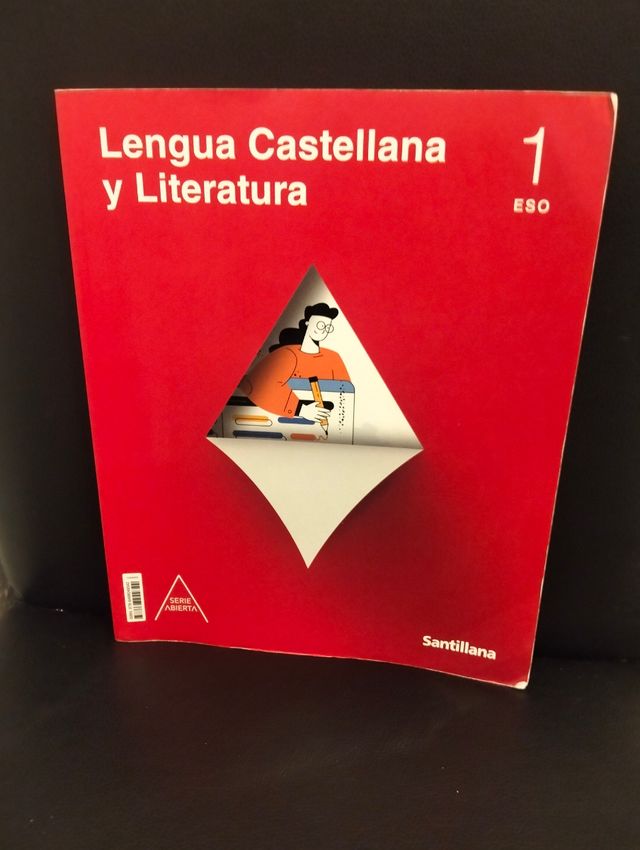 Lengua Castellana
y Literatura
1
ESO
SERIE
ABIERTA
Santillana